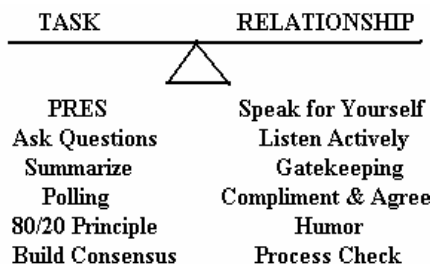 TASK RELATIONSHIP
PRES Speak for Yourself
Ask Questions Listen Actively
Summarize Gatekeeping
Polling Compliment & Agree
80/20 Principle Humor
Build Consensus Process Check